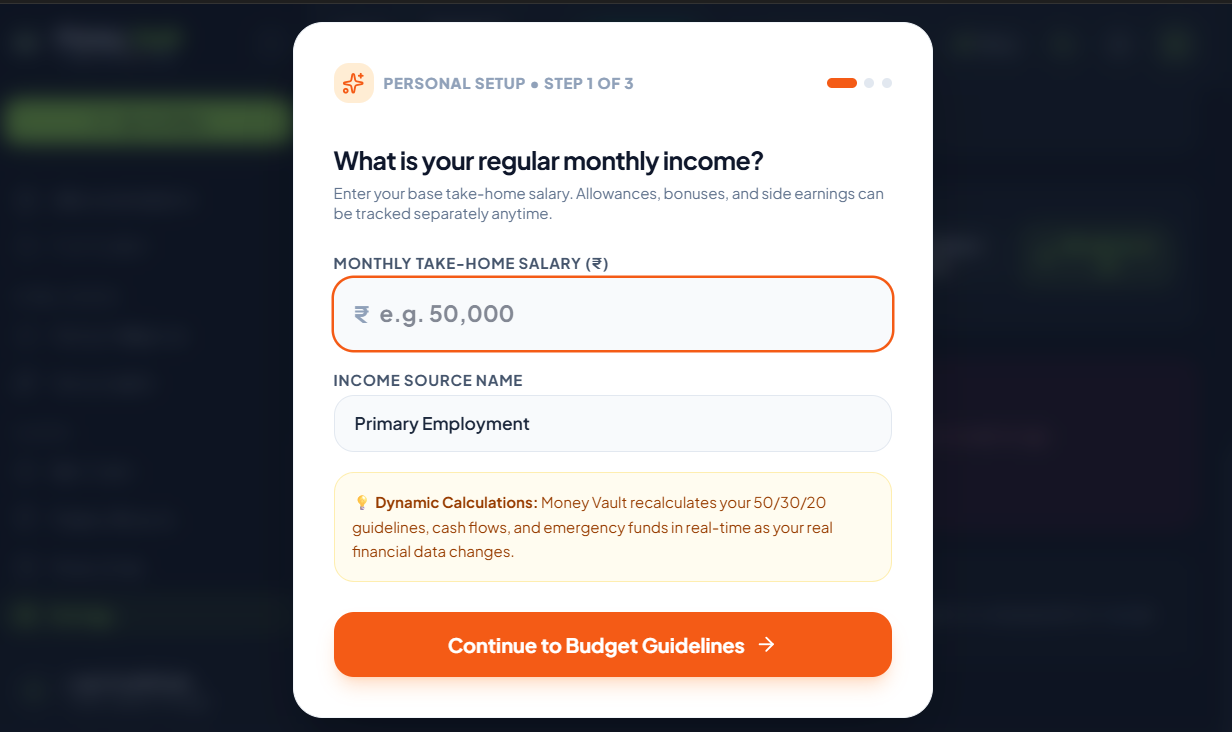 PERSONAL SETUP • STEP 1 OF 3
What is your regular monthly income?
Enter your base take-home salary. Allowances, bonuses, and side earnings can
be tracked separately anytime.
MONTHLY TAKE-HOME SALARY (₹)
₹ e.g. 50,000
INCOME SOURCE NAME
Primary Employment
💡 Dynamic Calculations: Money Vault recalculates your 50/30/20
guidelines, cash flows, and emergency funds in real-time as your real
financial data changes.
Continue to Budget Guidelines →